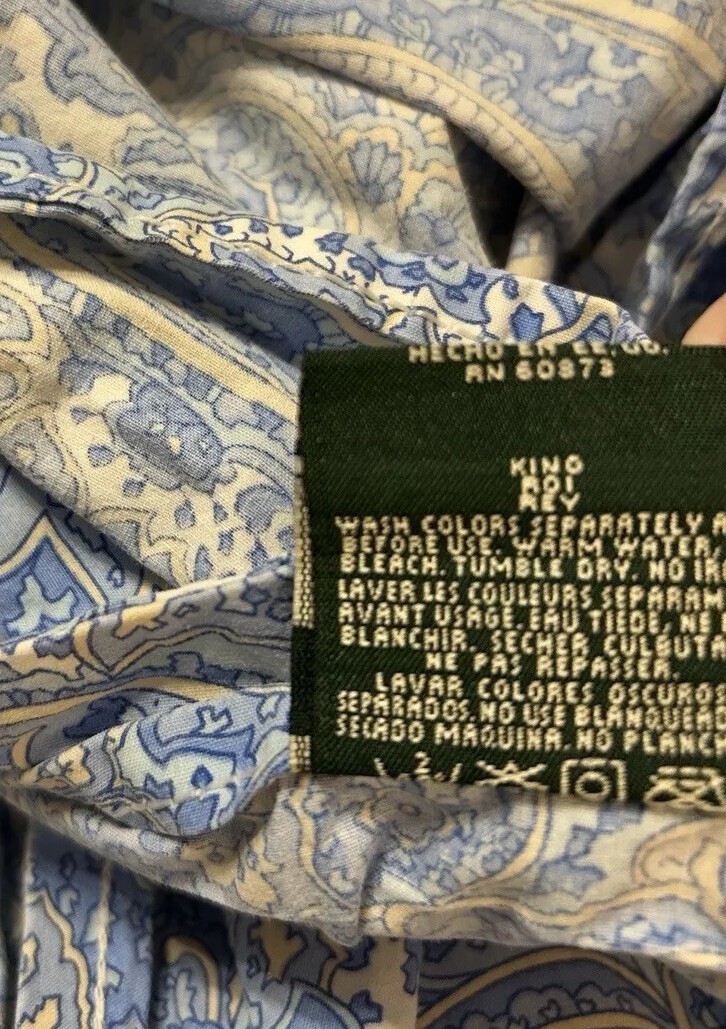 HECHO EN EE.UU.
RN 60873
KING
ROI
REY
WASH COLORS SEPARATELY
BEFORE USE. WARM WATER.
BLEACH. TUMBLE DRY. NO
LAVER LES COULEURS
AVANT USAGE. EAU TIEDE. NE
BLANCHIR. SECHER
NE PAS REPASSER.
LAVAR COLORES
SEPARADOS. NO USE
SECADO MAQUINA. NO